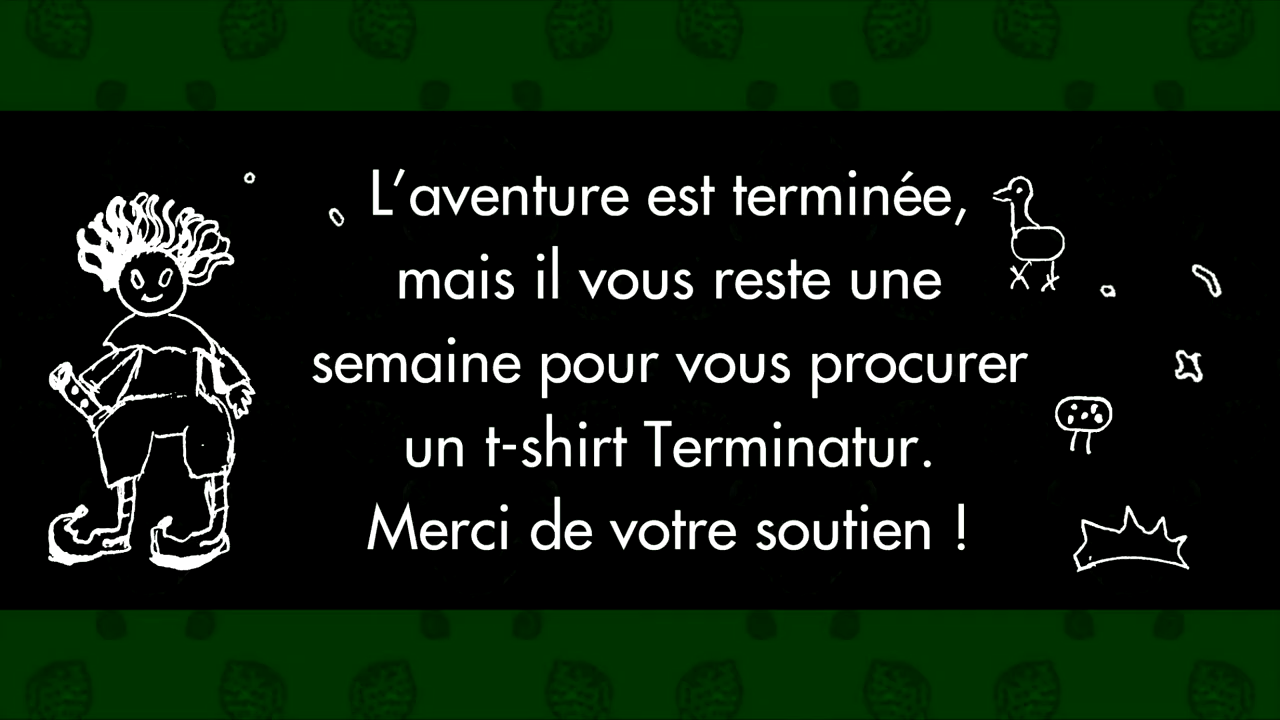 L’aventure est terminée,
mais il vous reste une
semaine pour vous procurer
un t-shirt Terminatur.
Merci de votre soutien !